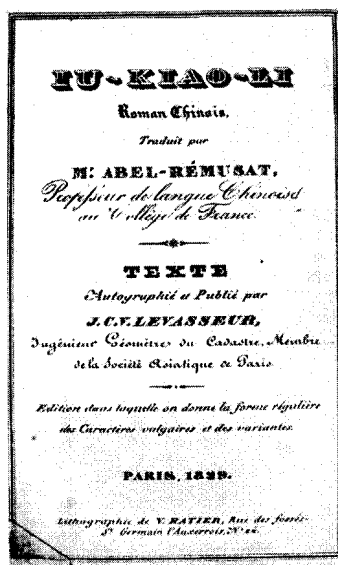 IU-KIAO-LI
Roman Chinois,
Traduit par
Mr. ABEL-RÉMUSAT,
Professeur de langue Chinoise
au Collège de France.
TEXTE
Autographié et Publié par
J.C.V. LEVASSEUR,
Ingénieur Géomètre du Cadastre, Membre
de la Société Asiatique de Paris.
Edition dans laquelle on donne la forme régulière
des Caractères vulgaires et des variantes.
PARIS, 1829.
Lithographie de V. RATIER, Rue des fossés-
St. Germain l'Auxerrois, No.